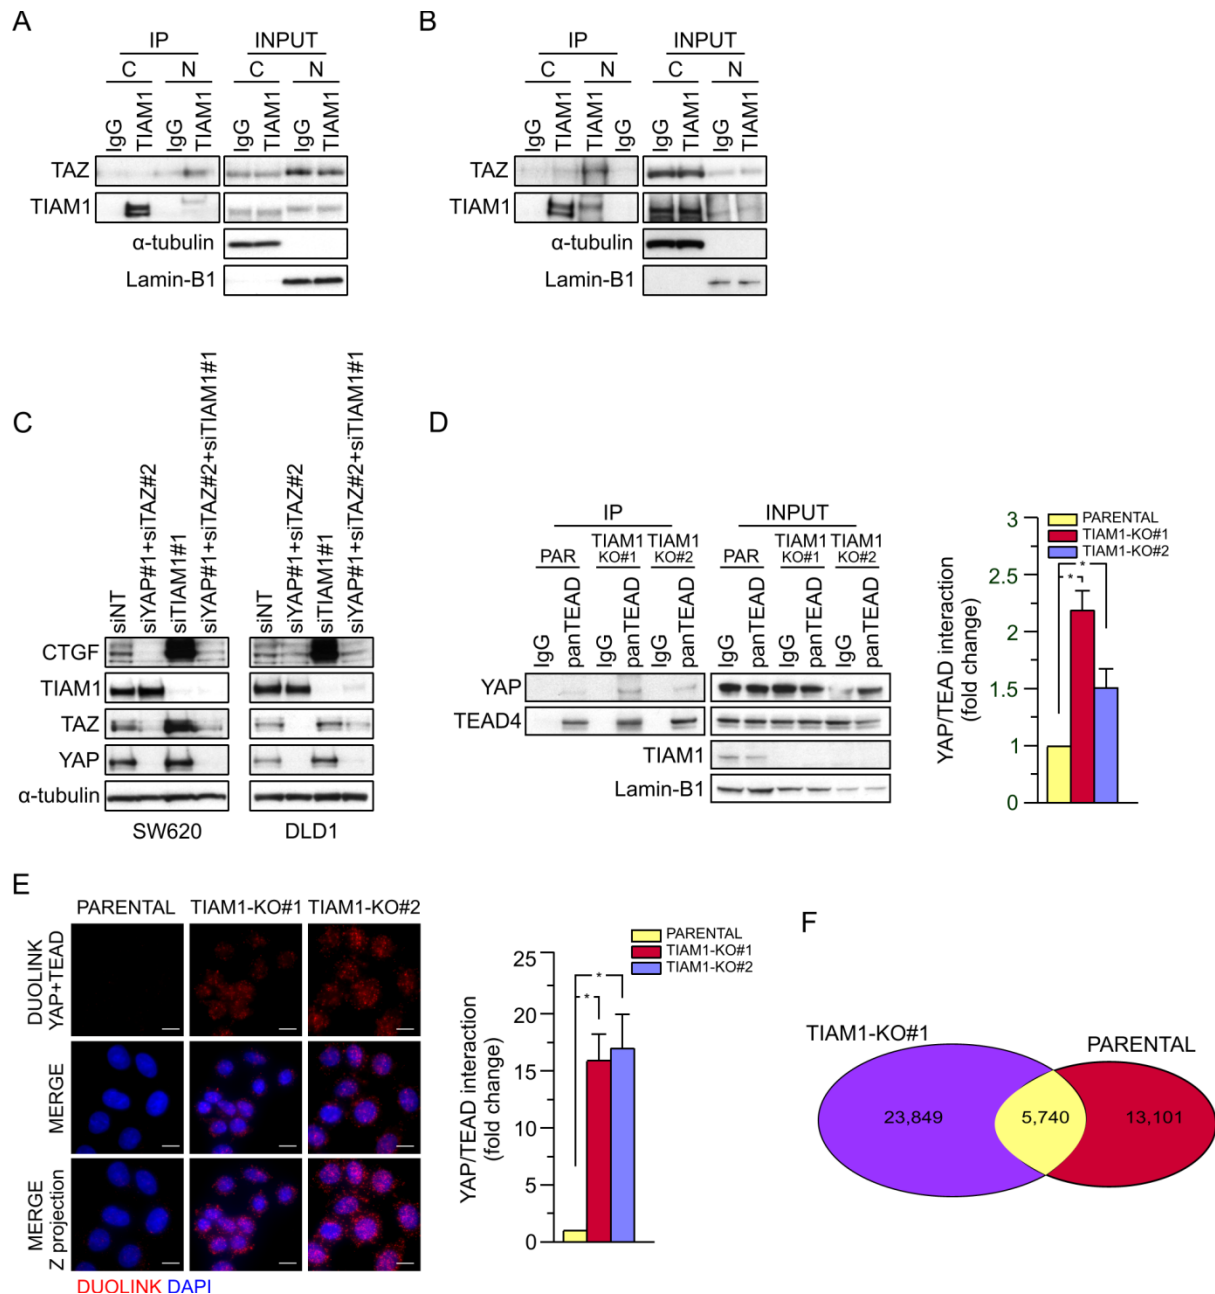 A
IP INPUT
C N C N
IgG TIAM1 IgG TIAM1 IgG TIAM1 IgG TIAM1
TAZ
TIAM1
α-tubulin
Lamin-B1
B
IP INPUT
C N C N
IgG TIAM1 TIAM1 IgG IgG TIAM1 IgG TIAM1
TAZ
TIAM1
α-tubulin
Lamin-B1
C
siNT siYAP#1+siTAZ#2 siTIAM1#1 siYAP#1+siTAZ#2+siTIAM1#1
siNT siYAP#1+siTAZ#2 siTIAM1#1 siYAP#1+siTAZ#2+siTIAM1#1
CTGF
TIAM1
TAZ
YAP
α-tubulin
SW620 DLD1
D
IP INPUT
PAR TIAM1 KO#1 TIAM1 KO#2 PAR TIAM1 KO#1 TIAM1 KO#2
IgG panTEAD IgG panTEAD IgG panTEAD IgG panTEAD IgG panTEAD IgG panTEAD
YAP
TEAD4
TIAM1
Lamin-B1
YAP/TEAD interaction
(fold change)
3
2.5
2
1.5
1
0
PARENTAL
TIAM1-KO#1
TIAM1-KO#2
*
*
E
PARENTAL TIAM1-KO#1 TIAM1-KO#2
DUOLINK
YAP+TEAD
MERGE
MERGE
Z projection
DUOLINK DAPI
YAP/TEAD interaction
(fold change)
25
20
15
10
5
0
PARENTAL
TIAM1-KO#1
TIAM1-KO#2
*
*
F
TIAM1-KO#1
PARENTAL
23,849 5,740 13,101